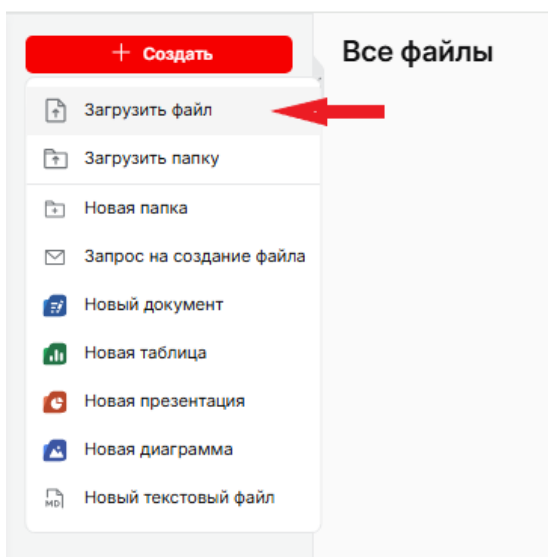 + Создать
Все файлы
Загрузить файл
Загрузить папку
Новая папка
Запрос на создание файла
Новый документ
Новая таблица
Новая презентация
Новая диаграмма
MD Новый текстовый файл